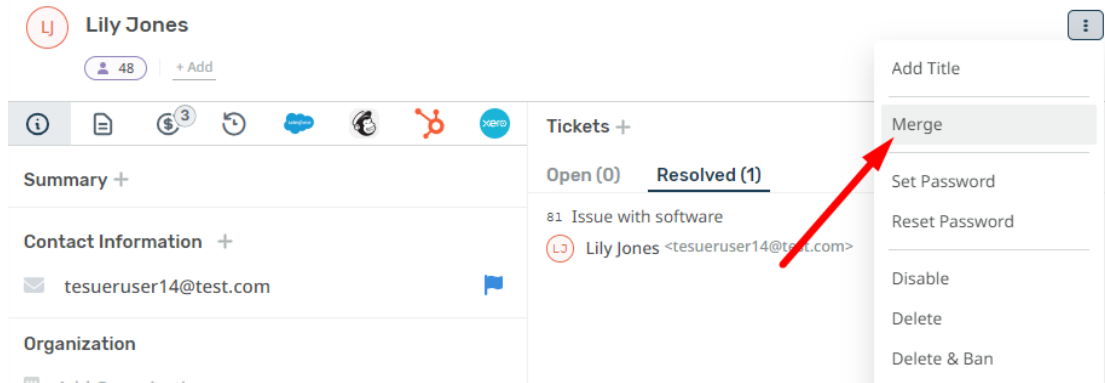 LJ
Lily Jones
48
+ Add
3
salesforce
xero
Summary +
Contact Information +
tesueruser14@test.com
Organization
Tickets +
Open (0) Resolved (1)
81 Issue with software
LJ Lily Jones <tesueruser14@test.com>
Add Title
Merge
Set Password
Reset Password
Disable
Delete
Delete & Ban